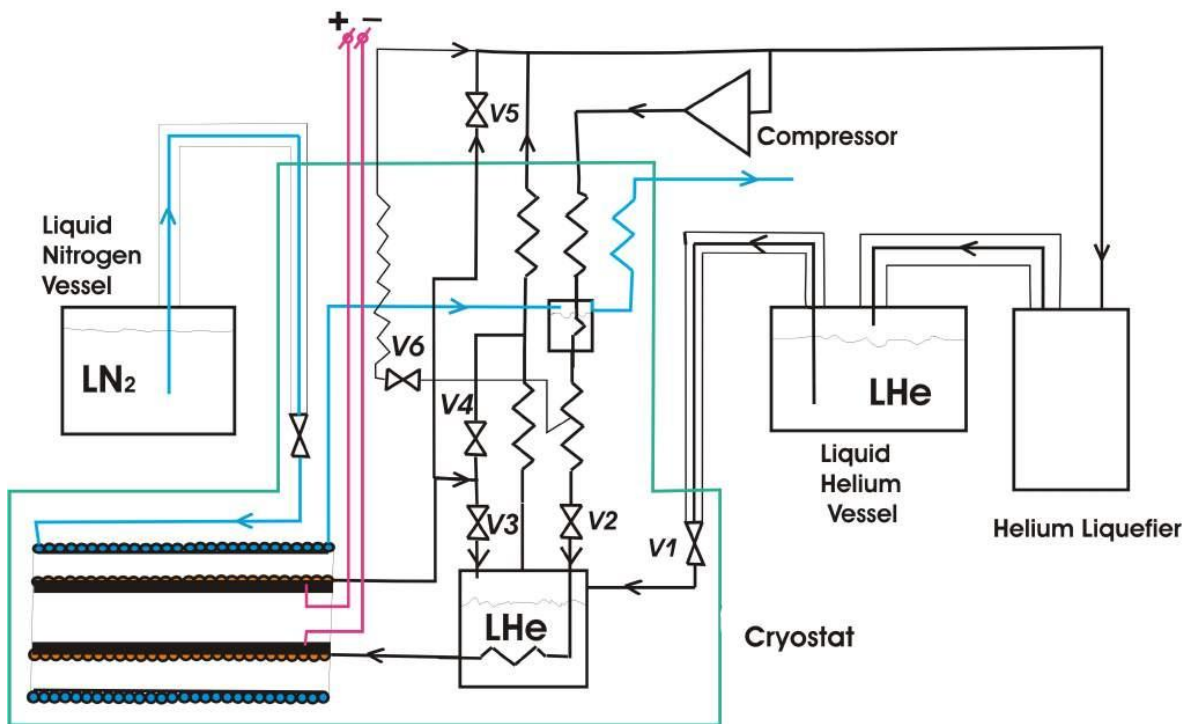 + −
V5
Compressor
Liquid
Nitrogen
Vessel
LN₂
V6
V4
LHe
Liquid
Helium
Vessel
Helium Liquefier
V3
V2
V1
LHe
Cryostat